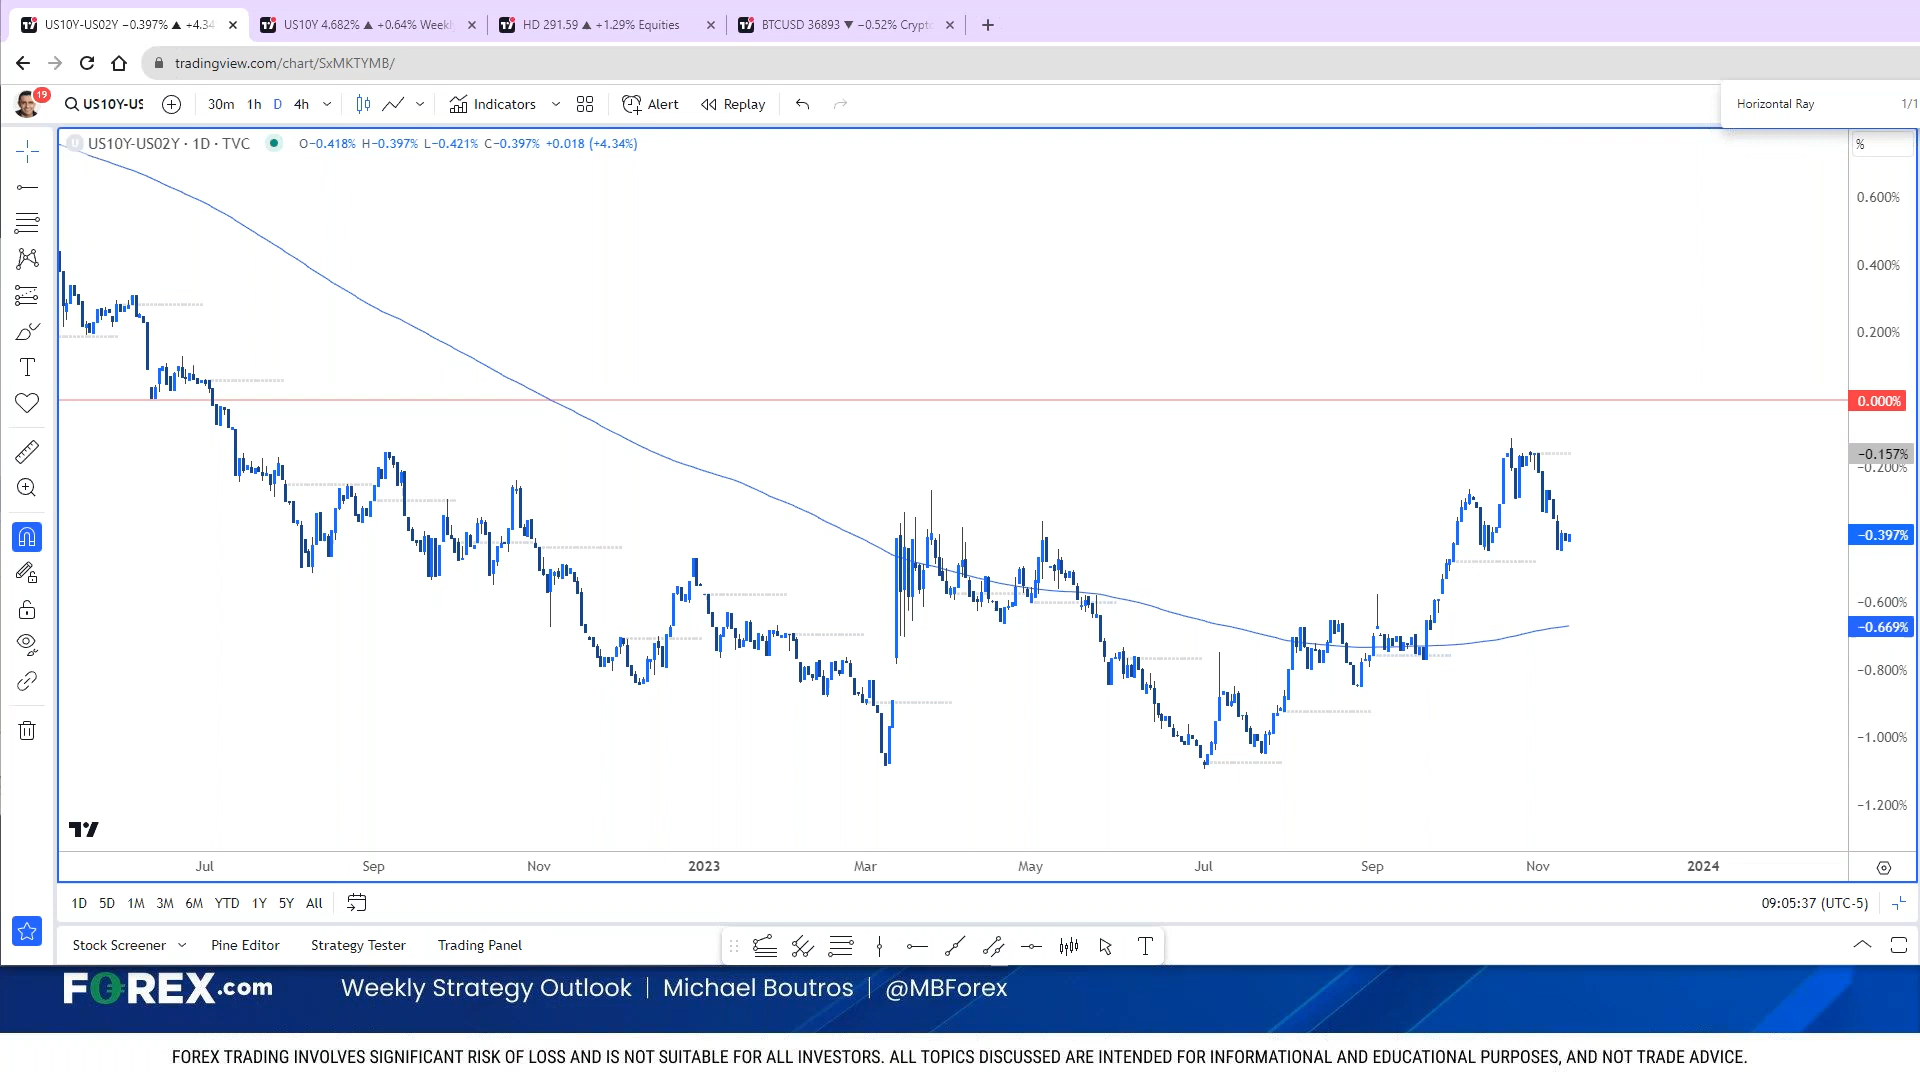 US10Y-US02Y −0.397% ▲ +4.34
US10Y 4.682% ▲ +0.64% Weekl
HD 291.59 ▲ +1.29% Equities
BTCUSD 36893 ▼ −0.52% Crypt
tradingview.com/chart/SxMKTYMB/
19
US10Y-US
30m 1h D 4h
Indicators
Alert
Replay
Horizontal Ray 1/1
US10Y-US02Y · 1D · TVC
O−0.418% H−0.397% L−0.421% C−0.397% +0.018 (+4.34%)
%
0.600%
0.400%
0.200%
0.000%
−0.157%
−0.200%
−0.397%
−0.600%
−0.669%
−0.800%
−1.000%
−1.200%
Jul Sep Nov 2023 Mar May Jul Sep Nov 2024
1D 5D 1M 3M 6M YTD 1Y 5Y All
09:05:37 (UTC-5)
Stock Screener Pine Editor Strategy Tester Trading Panel
FOREX.com
Weekly Strategy Outlook | Michael Boutros | @MBForex
FOREX TRADING INVOLVES SIGNIFICANT RISK OF LOSS AND IS NOT SUITABLE FOR ALL INVESTORS. ALL TOPICS DISCUSSED ARE INTENDED FOR INFORMATIONAL AND EDUCATIONAL PURPOSES, AND NOT TRADE ADVICE.